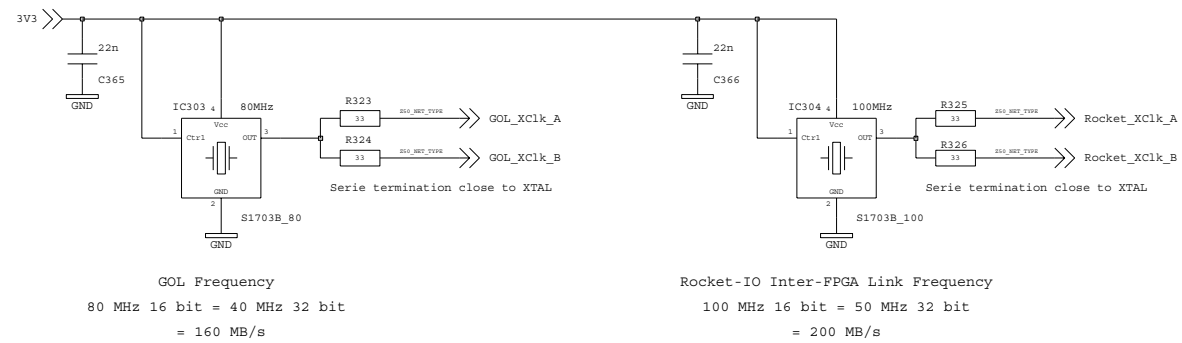 3V3
22n
C365
GND
IC303
4
80MHz
Vcc
1
Ctrl
OUT
3
GND
2
S1703B_80
GND
R323
33
Z50_NET_TYPE
GOL_XClk_A
R324
33
Z50_NET_TYPE
GOL_XClk_B
Serie termination close to XTAL
GOL Frequency
80 MHz 16 bit = 40 MHz 32 bit
= 160 MB/s
22n
C366
GND
IC304
4
100MHz
Vcc
1
Ctrl
OUT
3
GND
2
S1703B_100
GND
R325
33
Z50_NET_TYPE
Rocket_XClk_A
R326
33
Z50_NET_TYPE
Rocket_XClk_B
Serie termination close to XTAL
Rocket-IO Inter-FPGA Link Frequency
100 MHz 16 bit = 50 MHz 32 bit
= 200 MB/s